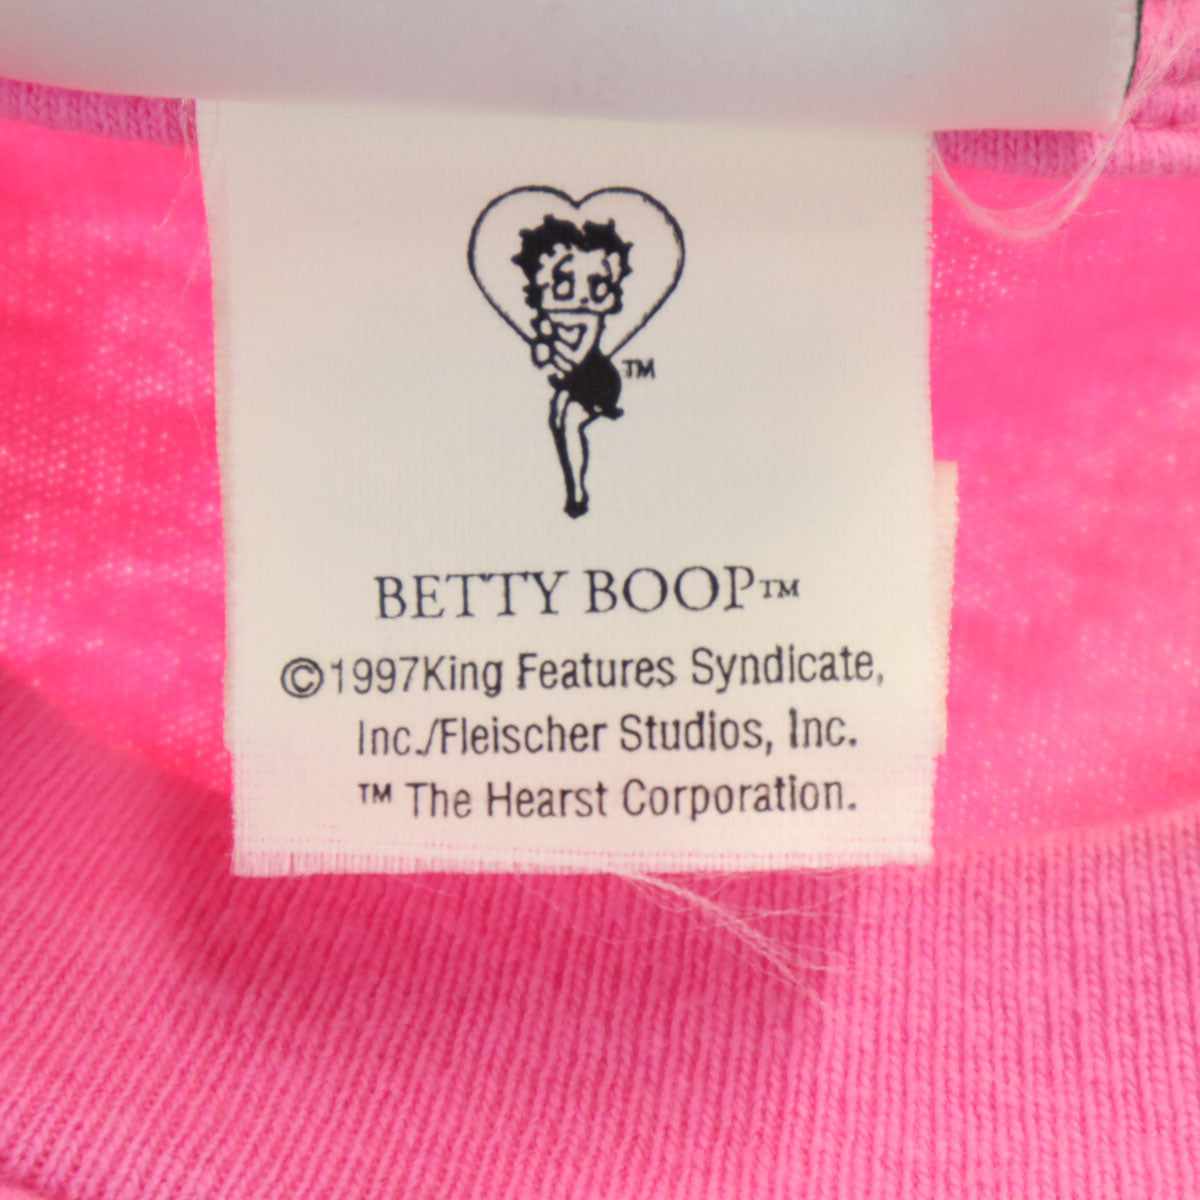 TM
BETTY BOOP™
©1997King Features Syndicate,
Inc./Fleischer Studios, Inc.
™ The Hearst Corporation.